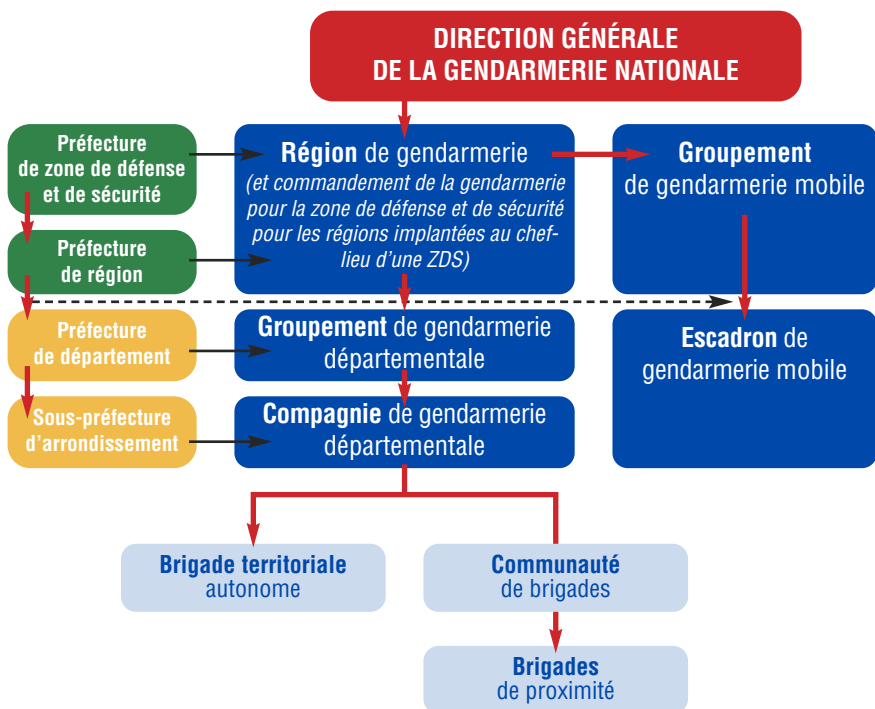 DIRECTION GÉNÉRALE
DE LA GENDARMERIE NATIONALE
Préfecture
de zone de défense
et de sécurité
Région de gendarmerie
(et commandement de la gendarmerie
pour la zone de défense et de sécurité
pour les régions implantées au chef-
lieu d'une ZDS)
Groupement
de gendarmerie mobile
Préfecture
de région
Préfecture
de département
Groupement de gendarmerie
départementale
Escadron de
gendarmerie mobile
Sous-préfecture
d'arrondissement
Compagnie de gendarmerie
départementale
Brigade territoriale
autonome
Communauté
de brigades
Brigades
de proximité